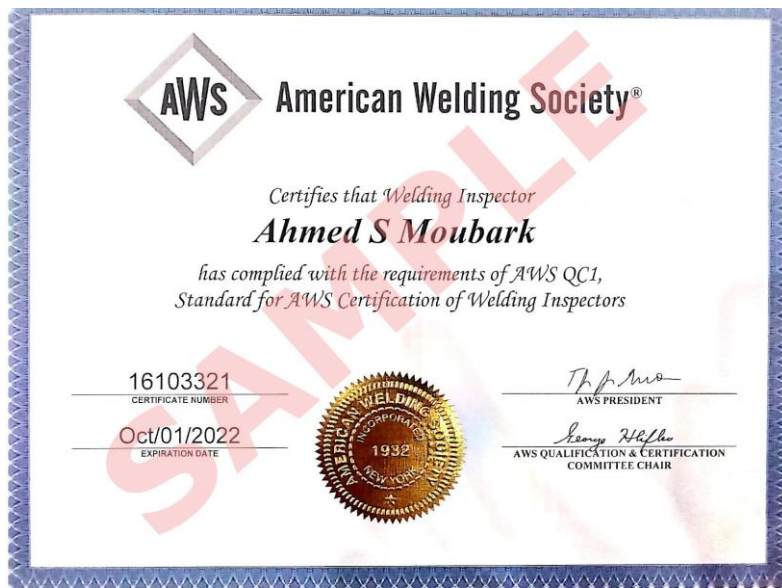 AWS American Welding Society®
Certifies that Welding Inspector
Ahmed S Moubark
has complied with the requirements of AWS QC1,
Standard for AWS Certification of Welding Inspectors
16103321
CERTIFICATE NUMBER
Oct/01/2022
EXPIRATION DATE
AMERICAN WELDING SOCIETY
INCORPORATED
1932
NEW YORK
AWS PRESIDENT
AWS QUALIFICATION & CERTIFICATION
COMMITTEE CHAIR
SAMPLE